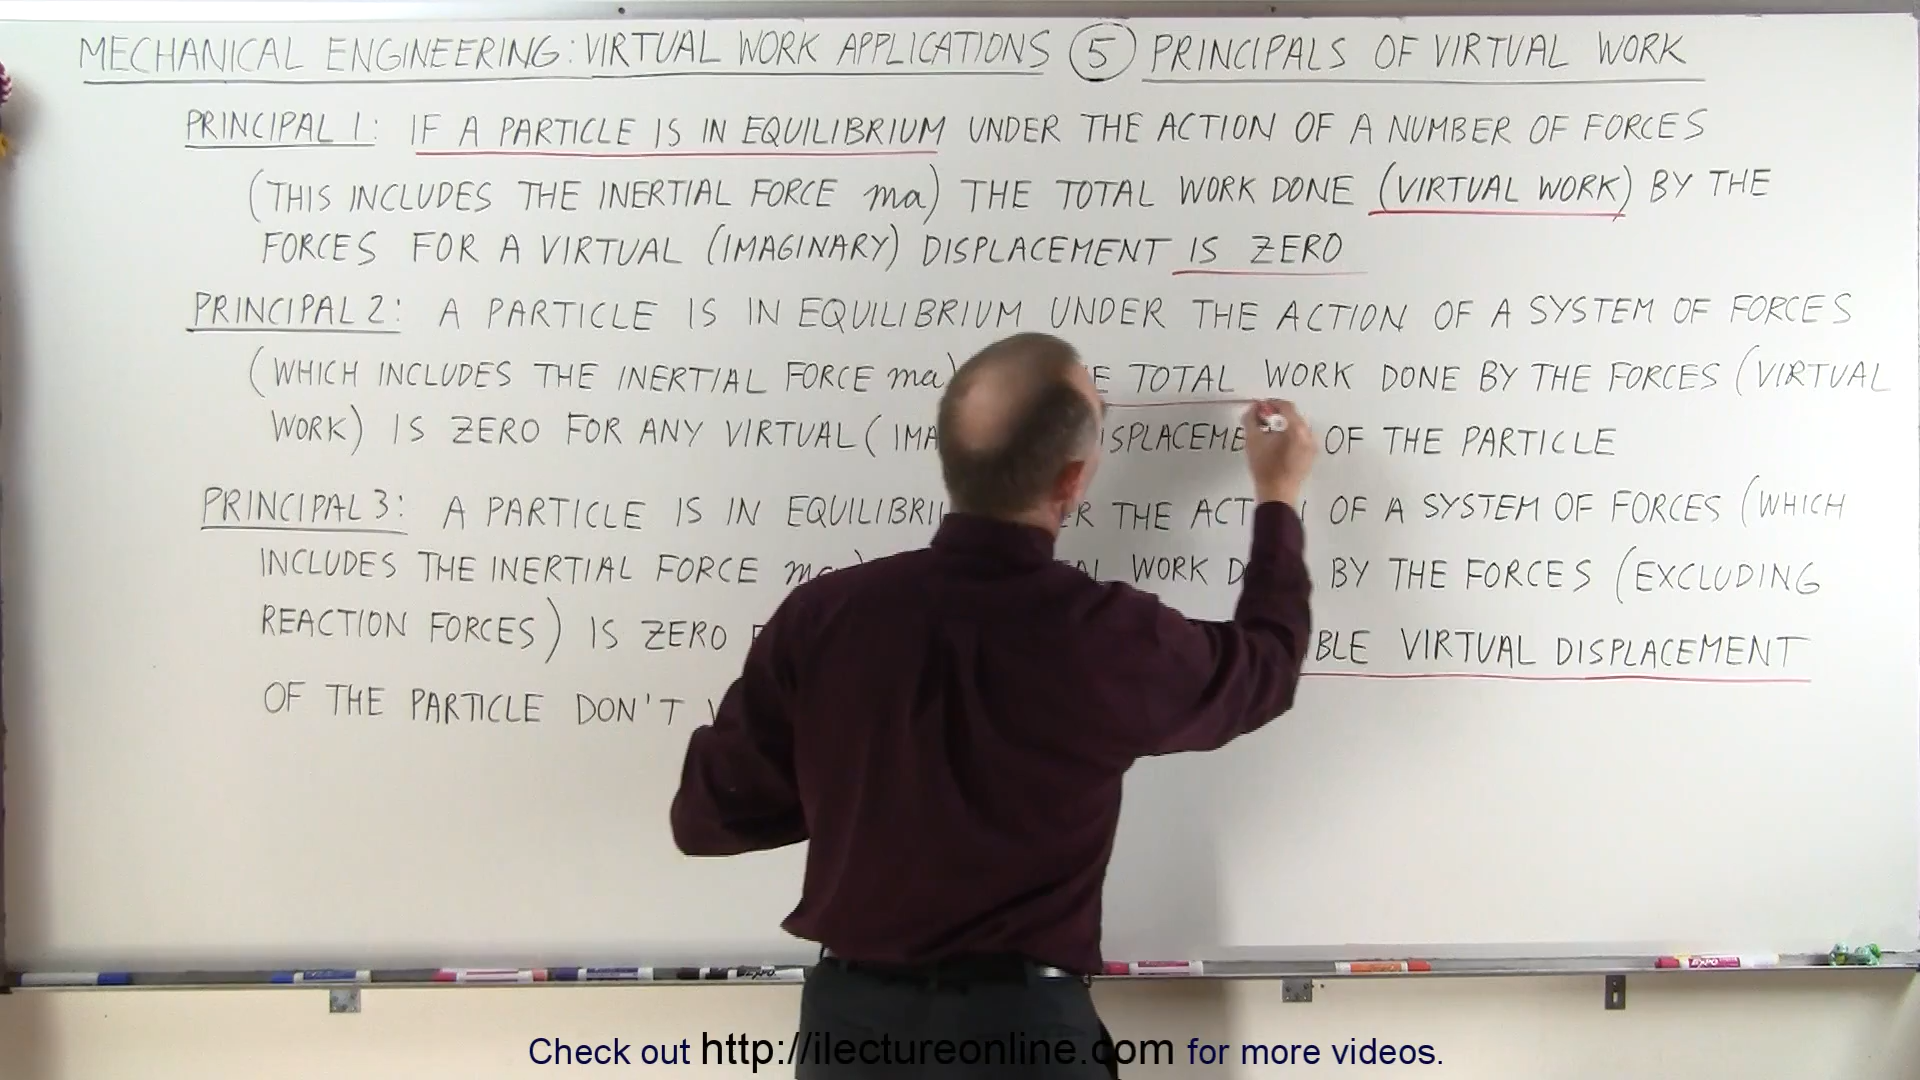 MECHANICAL ENGINEERING: VIRTUAL WORK APPLICATIONS 5 PRINCIPALS OF VIRTUAL WORK
PRINCIPAL 1: IF A PARTICLE IS IN EQUILIBRIUM UNDER THE ACTION OF A NUMBER OF FORCES
(THIS INCLUDES THE INERTIAL FORCE ma) THE TOTAL WORK DONE (VIRTUAL WORK) BY THE
FORCES FOR A VIRTUAL (IMAGINARY) DISPLACEMENT IS ZERO
PRINCIPAL 2: A PARTICLE IS IN EQUILIBRIUM UNDER THE ACTION OF A SYSTEM OF FORCES
(WHICH INCLUDES THE INERTIAL FORCE ma) TOTAL WORK DONE BY THE FORCES (VIRTUAL
WORK) IS ZERO FOR ANY VIRTUAL ( OF THE PARTICLE
PRINCIPAL 3: A PARTICLE IS IN THE OF A SYSTEM OF FORCES (WHICH
INCLUDES THE INERTIAL FORCE ma) WORK BY THE FORCES (EXCLUDING
REACTION FORCES) IS ZERO VIRTUAL DISPLACEMENT
OF THE PARTICLE DON'T
EXPO
EXPO
Check out http://ilectureonline.com for more videos.